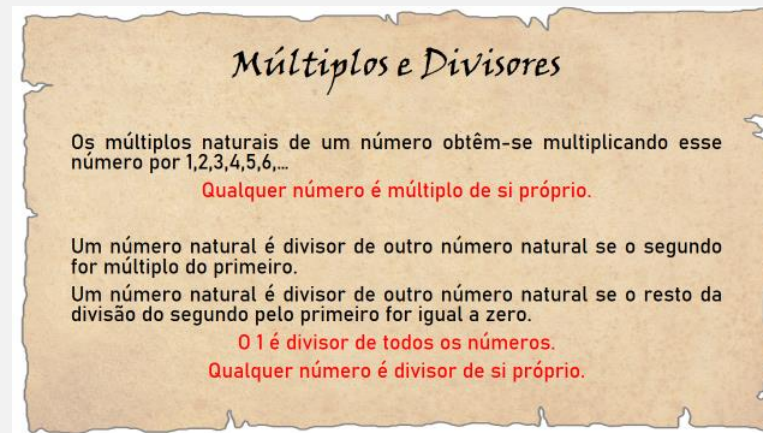 Múltiplos e Divisores
Os múltiplos naturais de um número obtêm-se multiplicando esse
número por 1,2,3,4,5,6,...
Qualquer número é múltiplo de si próprio.
Um número natural é divisor de outro número natural se o segundo
for múltiplo do primeiro.
Um número natural é divisor de outro número natural se o resto da
divisão do segundo pelo primeiro for igual a zero.
O 1 é divisor de todos os números.
Qualquer número é divisor de si próprio.